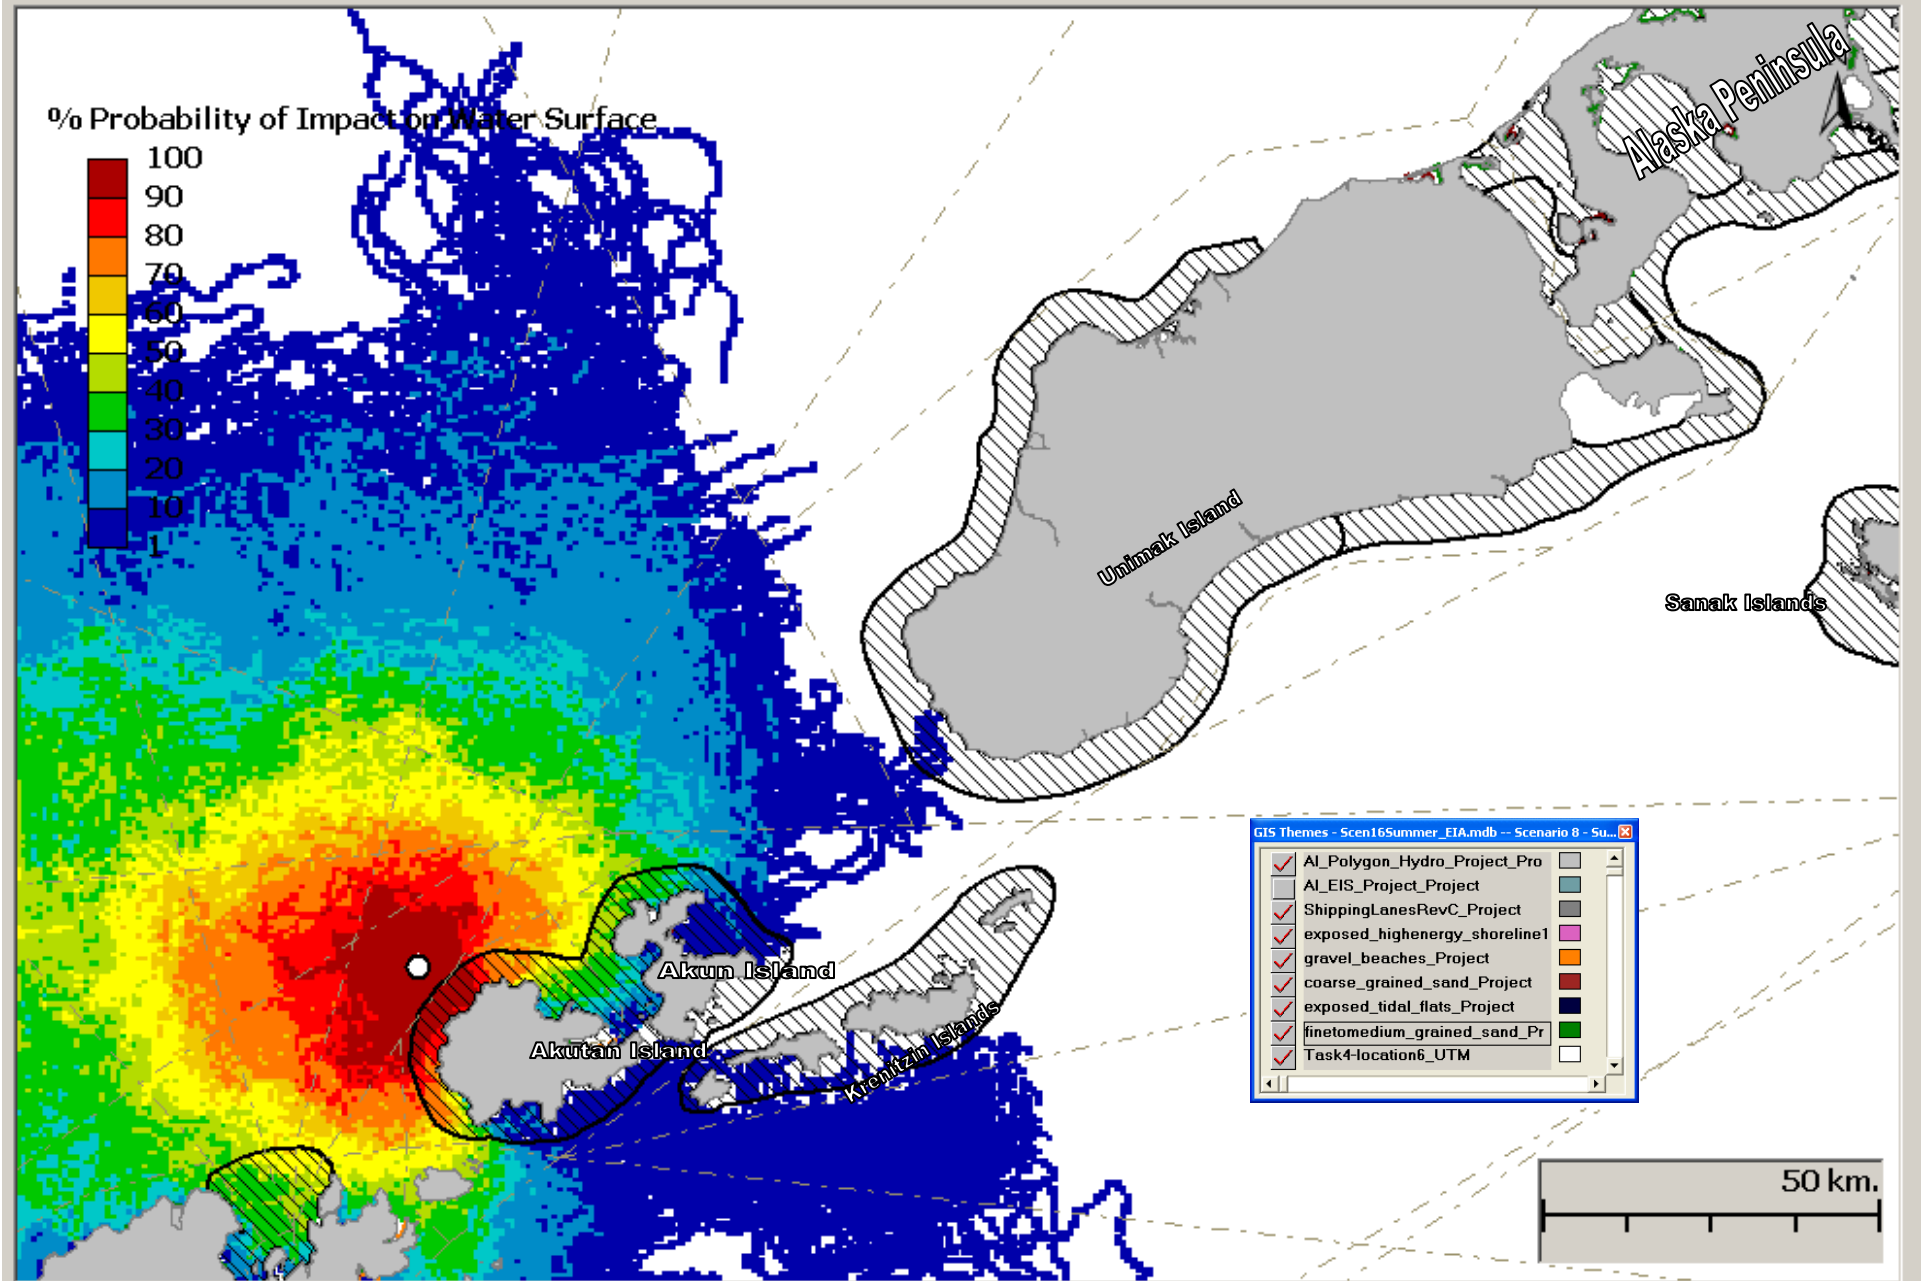 Alaska Peninsula
% Probability of Impact on Water Surface
100
90
80
70
60
50
40
30
20
10
1
Unimak Island
Sanak Islands
GIS Themes - Scen16Summer_EIA.mdb -- Scenario 8 - Su...
AI_Polygon_Hydro_Project_Pro
AI_EIS_Project_Project
ShippingLanesRevC_Project
exposed_highenergy_shoreline1
gravel_beaches_Project
coarse_grained_sand_Project
exposed_tidal_flats_Project
finetomedium_grained_sand_Pr
Task4-location6_UTM
Akun Island
Akutan Island
Krenitzin Islands
50 km.